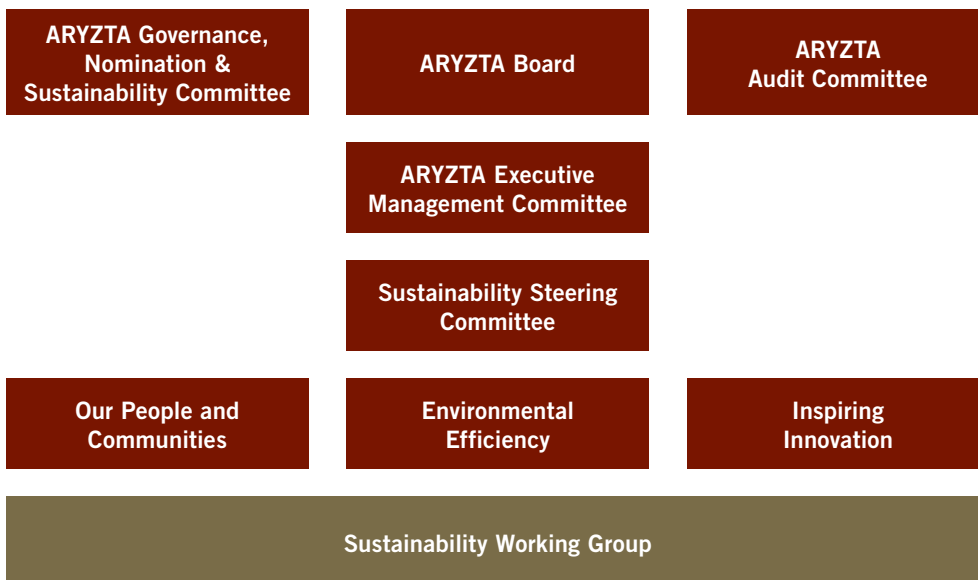 ARYZTA Governance,
Nomination &
Sustainability Committee
ARYZTA Board
ARYZTA
Audit Committee
ARYZTA Executive
Management Committee
Sustainability Steering
Committee
Our People and
Communities
Environmental
Efficiency
Inspiring
Innovation
Sustainability Working Group